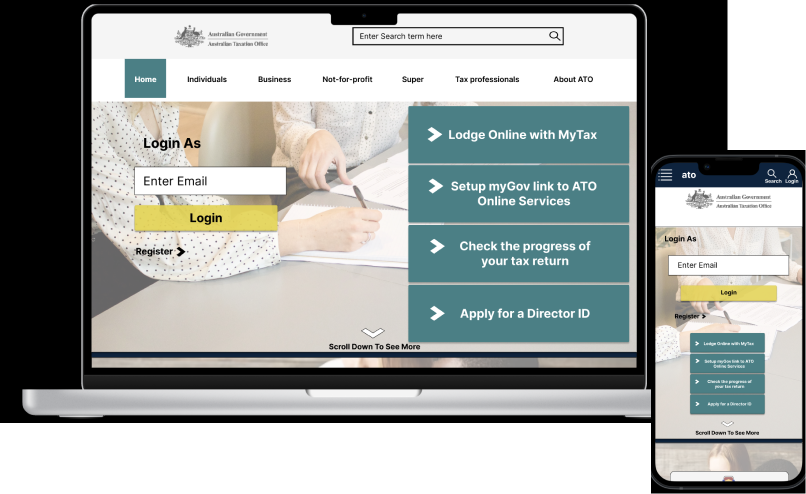 Australian Government
Australian Taxation Office
Enter Search term here
Home
Individuals
Business
Not-for-profit
Super
Tax professionals
About ATO
Login As
Enter Email
Login
Register
Lodge Online with MyTax
Setup myGov link to ATO
Online Services
Check the progress of
your tax return
Apply for a Director ID
Scroll Down To See More
ato
Search
Login
Australian Government
Australian Taxation Office
Login As
Enter Email
Login
Register
Lodge Online with MyTax
Setup myGov link to ATO
Online Services
Check the progress of
your tax return
Apply for a Director ID
Scroll Down To See More